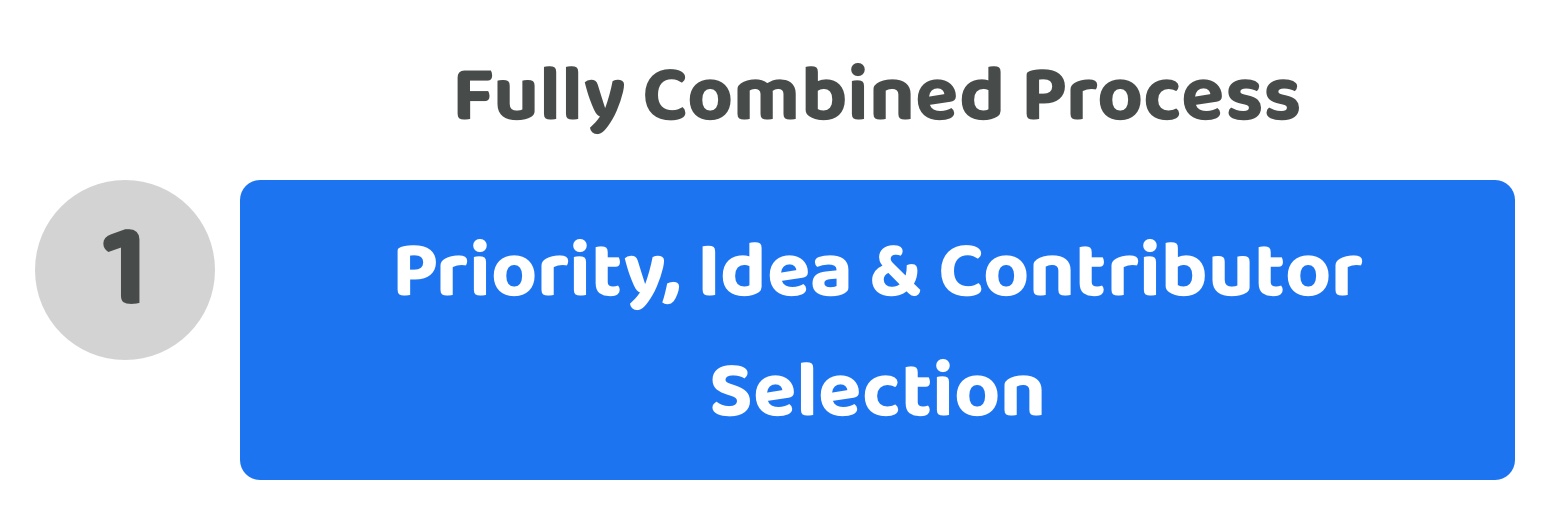 Fully Combined Process
1
Priority, Idea & Contributor
Selection